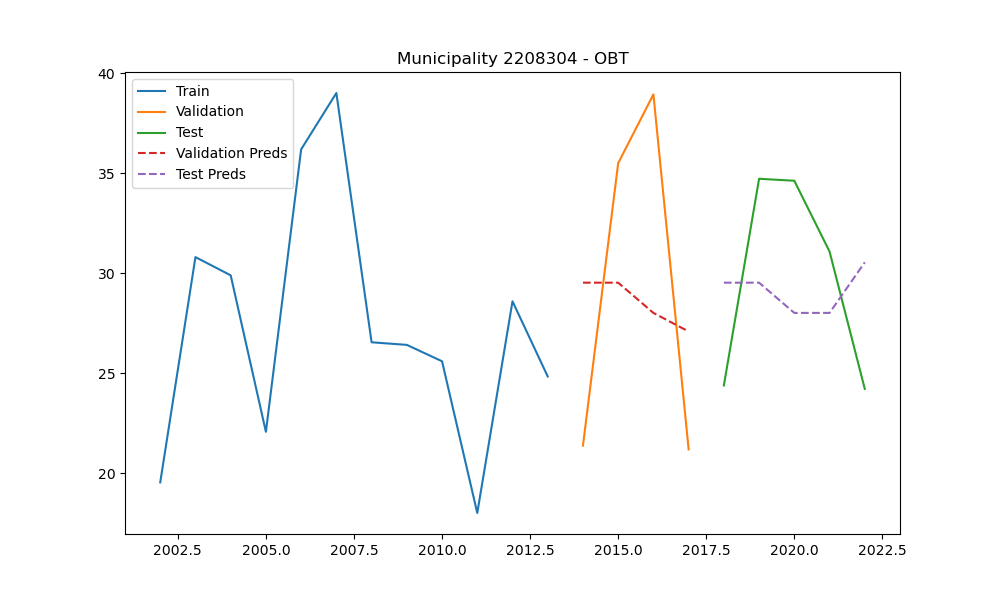 Municipality 2208304 - OBT
40
35
30
25
20
Train
Validation
Test
Validation Preds
Test Preds
2002.5 2005.0 2007.5 2010.0 2012.5 2015.0 2017.5 2020.0 2022.5